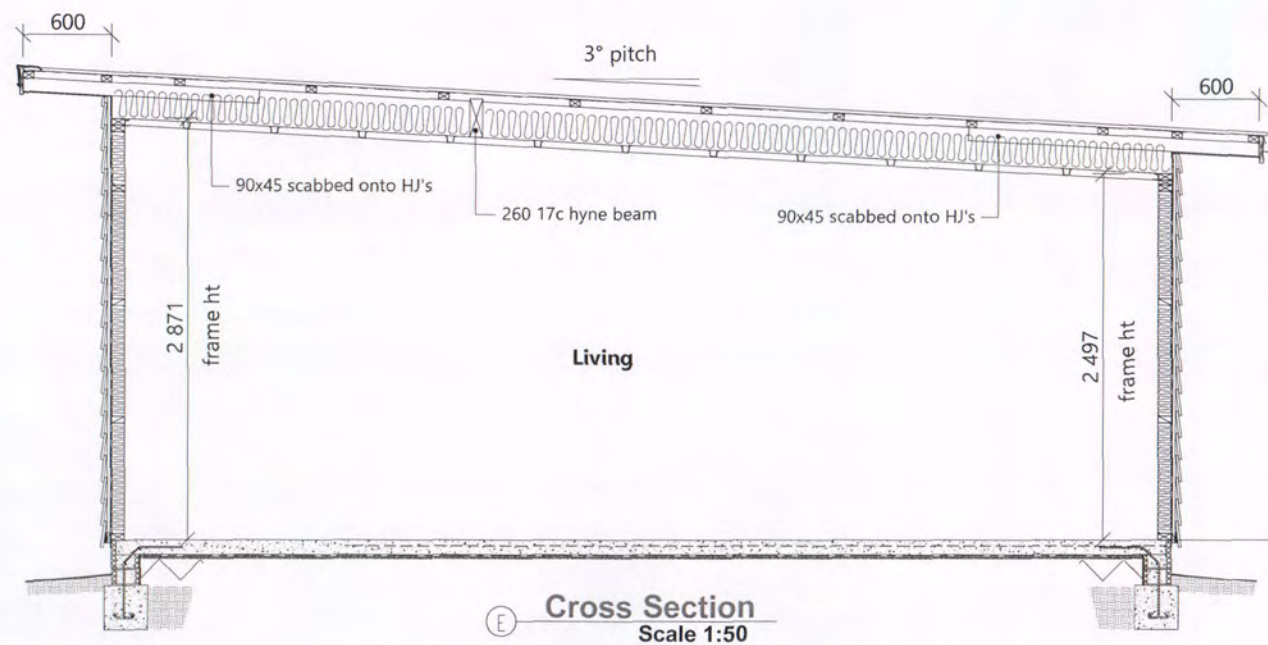 600
3° pitch
600
90x45 scabbed onto HJ's
260 17c hyne beam
90x45 scabbed onto HJ's
2 871
frame ht
Living
2 497
frame ht
E
Cross Section
Scale 1:50